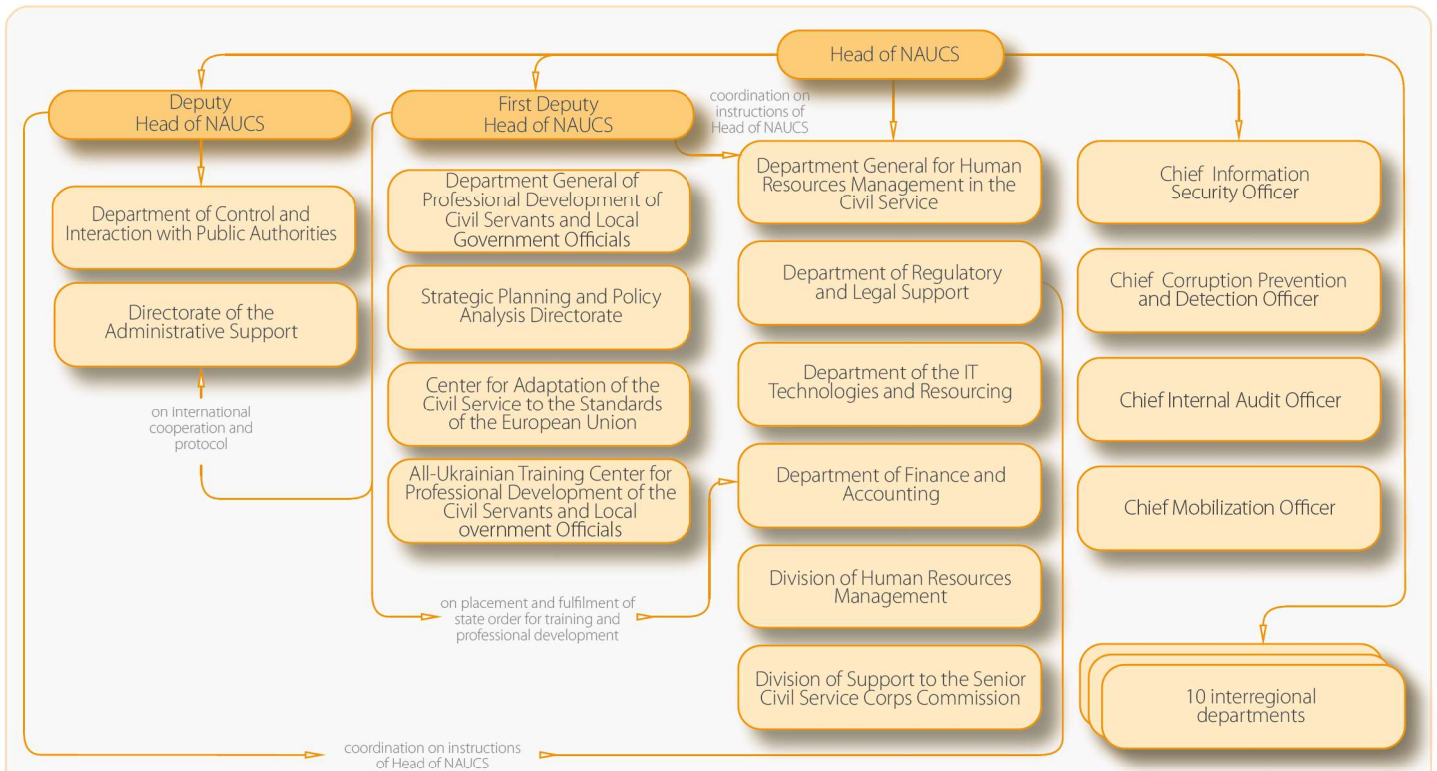 Head of NAUCS
Deputy
Head of NAUCS
First Deputy
Head of NAUCS
coordination on
instructions of
Head of NAUCS
Department of Control and
Interaction with Public Authorities
Directorate of the
Administrative Support
on International
cooperation and
protocol
Department General of
Professional Development of
Civil Servants and Local
Government Officials
Strategic Planning and Policy
Analysis Directorate
Center for Adaptation of the
Civil Service to the Standards
of the European Union
All-Ukrainian Training Center for
Professional Development of the
Civil Servants and Local
overnment Officials
on placement and fulfilment of
state order for training and
professional development
Department General for Human
Resources Management in the
Civil Service
Department of Regulatory
and Legal Support
Department of the IT
Technologies and Resourcing
Department of Finance and
Accounting
Division of Human Resources
Management
Division of Support to the Senior
Civil Service Corps Commission
Chief Information
Security Officer
Chief Corruption Prevention
and Detection Officer
Chief Internal Audit Officer
Chief Mobilization Officer
10 interregional
departments
coordination on instructions
of Head of NAUCS